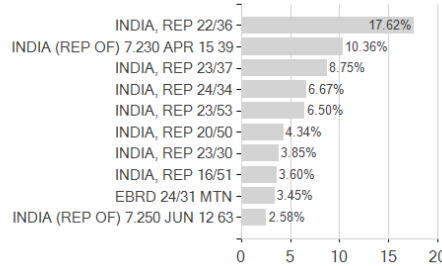 INDIA, REP 22/36 17.62%
INDIA (REP OF) 7.230 APR 15 39 10.36%
INDIA, REP 23/37 8.75%
INDIA, REP 24/34 6.67%
INDIA, REP 23/53 6.50%
INDIA, REP 20/50 4.34%
INDIA, REP 23/30 3.85%
INDIA, REP 16/51 3.60%
EBRD 24/31 MTN 3.45%
INDIA (REP OF) 7.250 JUN 12 63 2.58%
0 5 10 15 20